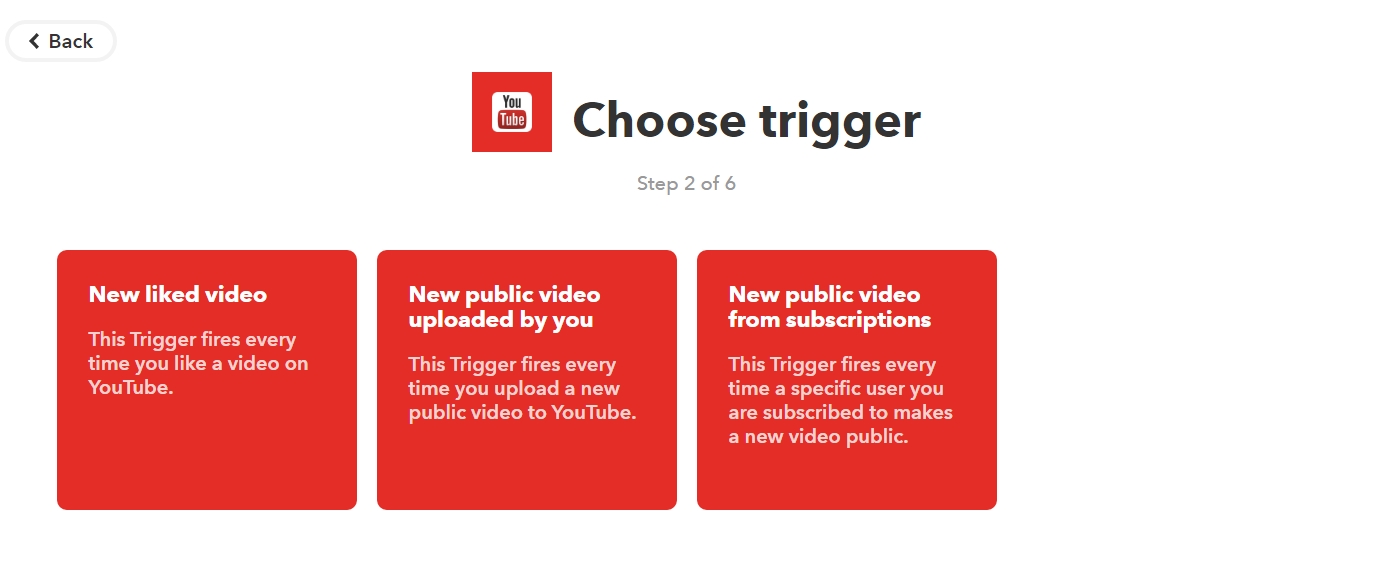 Back
You
Tube
Choose trigger
Step 2 of 6
New liked video
This Trigger fires every
time you like a video on
YouTube.
New public video
uploaded by you
This Trigger fires every
time you upload a new
public video to YouTube.
New public video
from subscriptions
This Trigger fires every
time a specific user you
are subscribed to makes
a new video public.